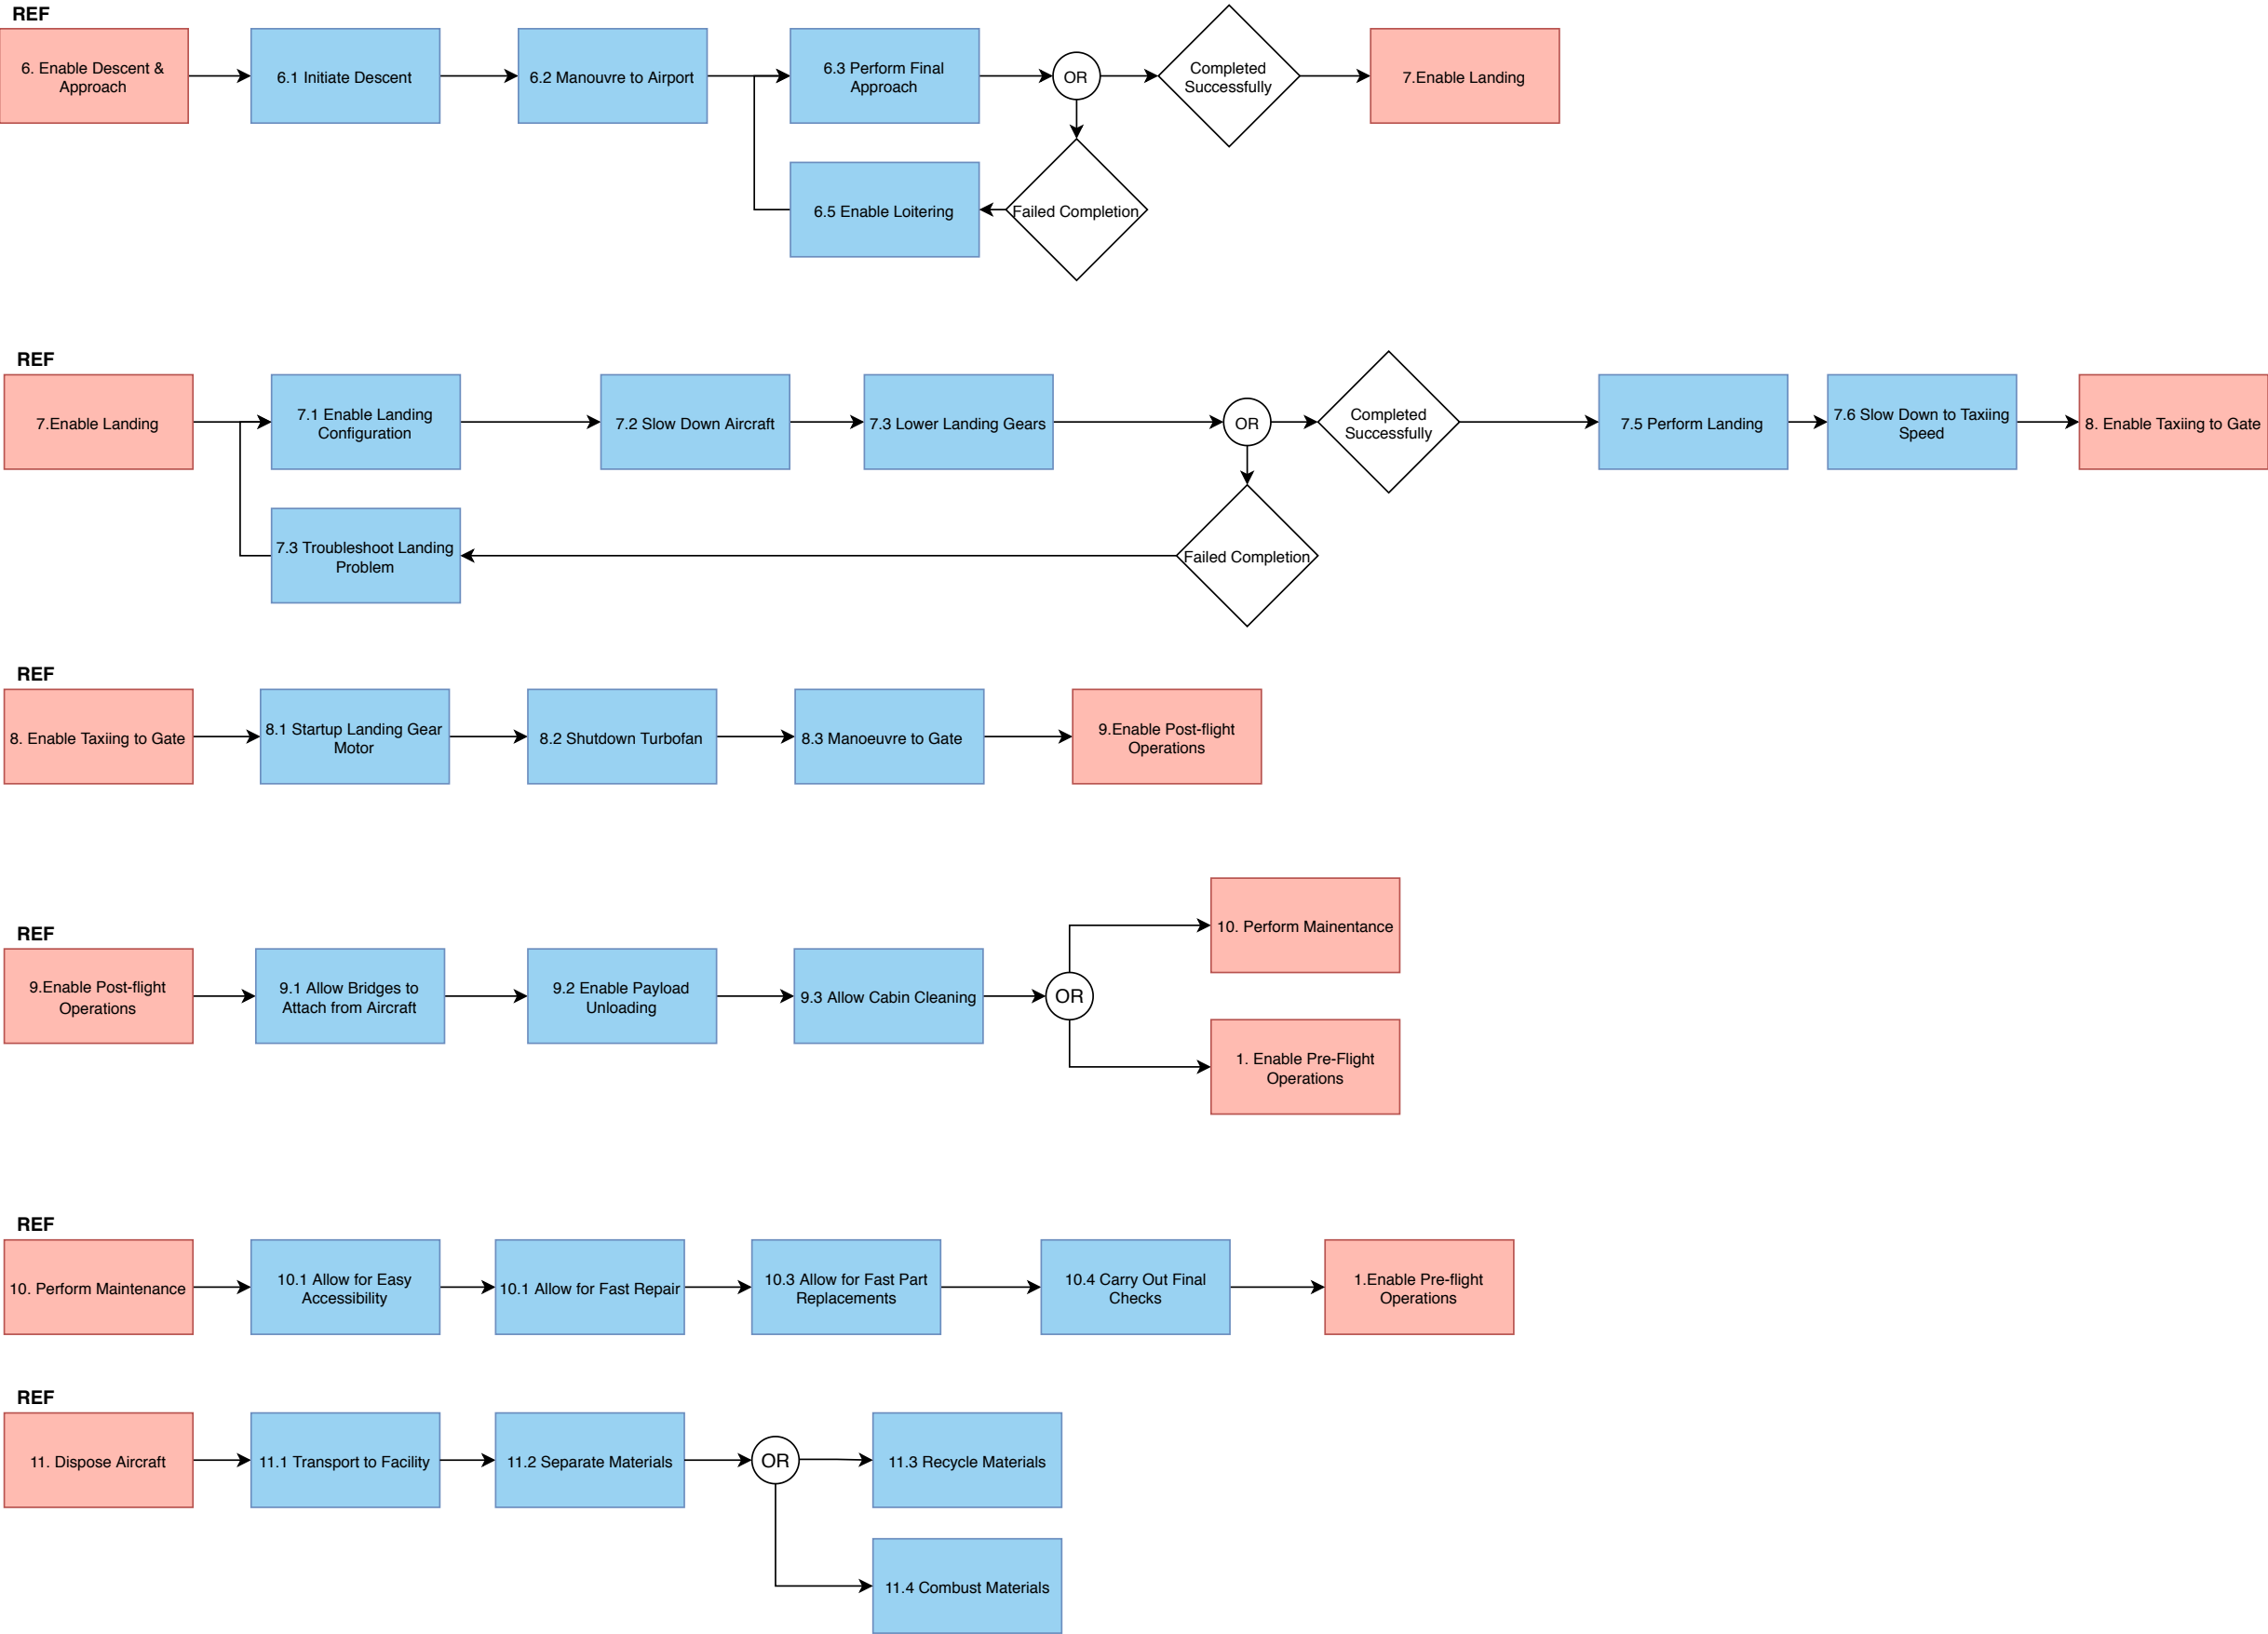 REF
6. Enable Descent &
Approach
6.1 Initiate Descent
6.2 Manouvre to Airport
6.3 Perform Final
Approach
OR
Completed
Successfully
7.Enable Landing
6.5 Enable Loitering
Failed Completion
REF
7.Enable Landing
7.1 Enable Landing
Configuration
7.2 Slow Down Aircraft
7.3 Lower Landing Gears
OR
Completed
Successfully
7.5 Perform Landing
7.6 Slow Down to Taxiing
Speed
8. Enable Taxiing to Gate
7.3 Troubleshoot Landing
Problem
Failed Completion
REF
8. Enable Taxiing to Gate
8.1 Startup Landing Gear
Motor
8.2 Shutdown Turbofan
8.3 Manoeuvre to Gate
9.Enable Post-flight
Operations
REF
9.Enable Post-flight
Operations
9.1 Allow Bridges to
Attach from Aircraft
9.2 Enable Payload
Unloading
9.3 Allow Cabin Cleaning
OR
10. Perform Mainentance
1. Enable Pre-Flight
Operations
REF
10. Perform Maintenance
10.1 Allow for Easy
Accessibility
10.1 Allow for Fast Repair
10.3 Allow for Fast Part
Replacements
10.4 Carry Out Final
Checks
1.Enable Pre-flight
Operations
REF
11. Dispose Aircraft
11.1 Transport to Facility
11.2 Separate Materials
OR
11.3 Recycle Materials
11.4 Combust Materials